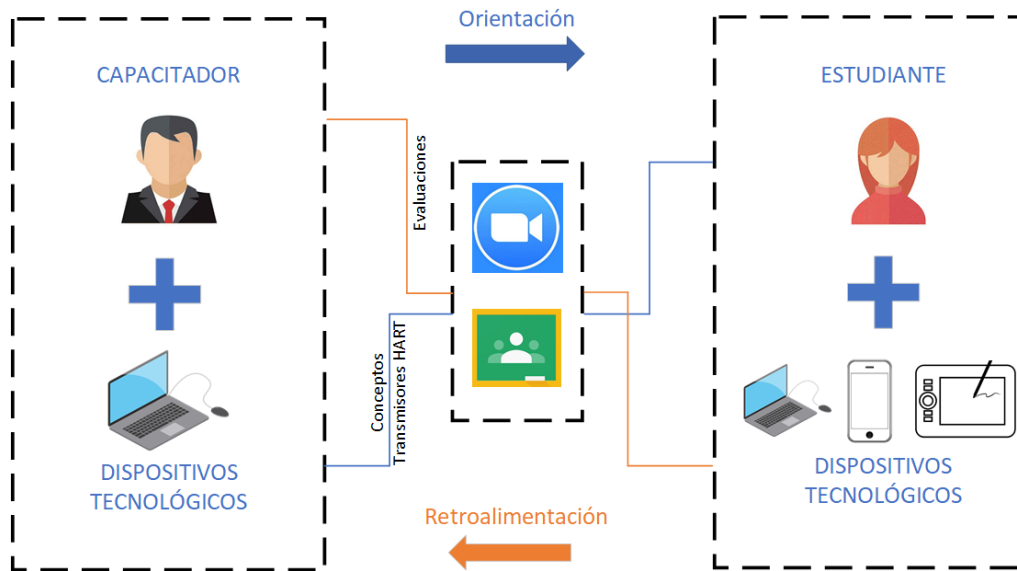 Orientación
CAPACITADOR
ESTUDIANTE
Evaluaciones
Conceptos
Transmisores HART
DISPOSITIVOS
TECNOLÓGICOS
DISPOSITIVOS
TECNOLÓGICOS
Retroalimentación